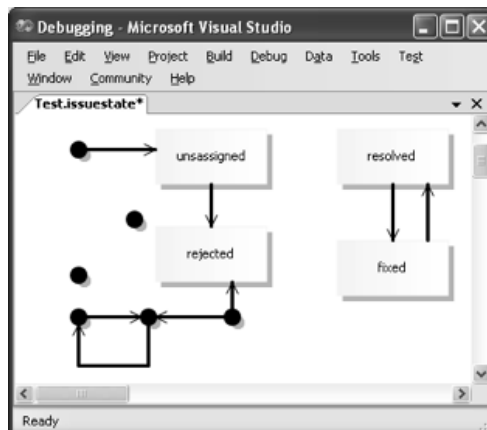 Debugging - Microsoft Visual Studio
File Edit View Project Build Debug Data Tools Test
Window Community Help
Test.issuestate*
unsassigned
resolved
rejected
fixed
Ready